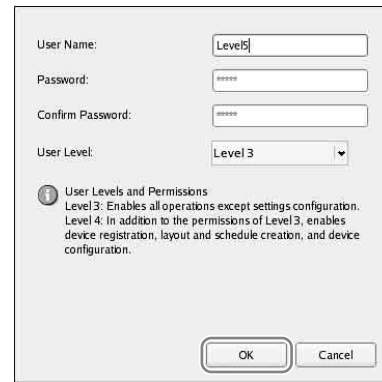 User Name:
Level5
Password:
*****
Confirm Password:
*****
User Level:
Level 3
User Levels and Permissions
Level 3: Enables all operations except settings configuration.
Level 4: In addition to the permissions of Level 3, enables
device registration, layout and schedule creation, and device
configuration.
OK
Cancel